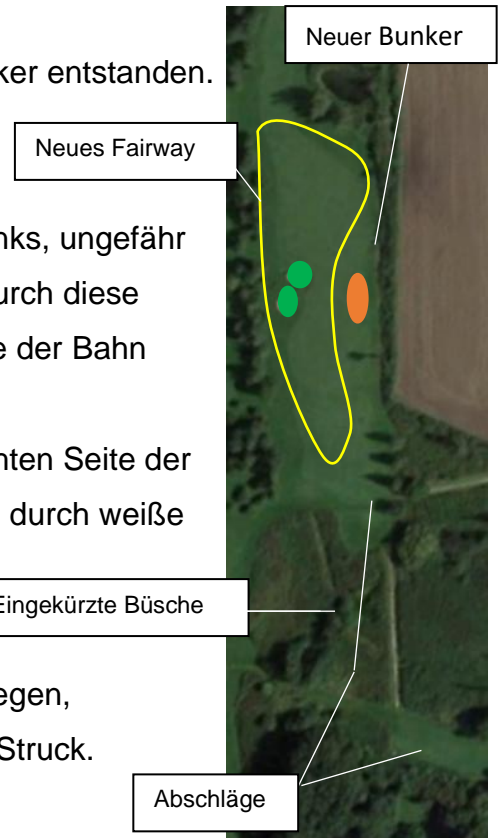 Neuer Bunker
ker entstanden.
Neues Fairway
nks, ungefähr
urch diese
e der Bahn
nten Seite der
durch weiße
Eingekürzte Büsche
egen,
Struck.
Abschläge